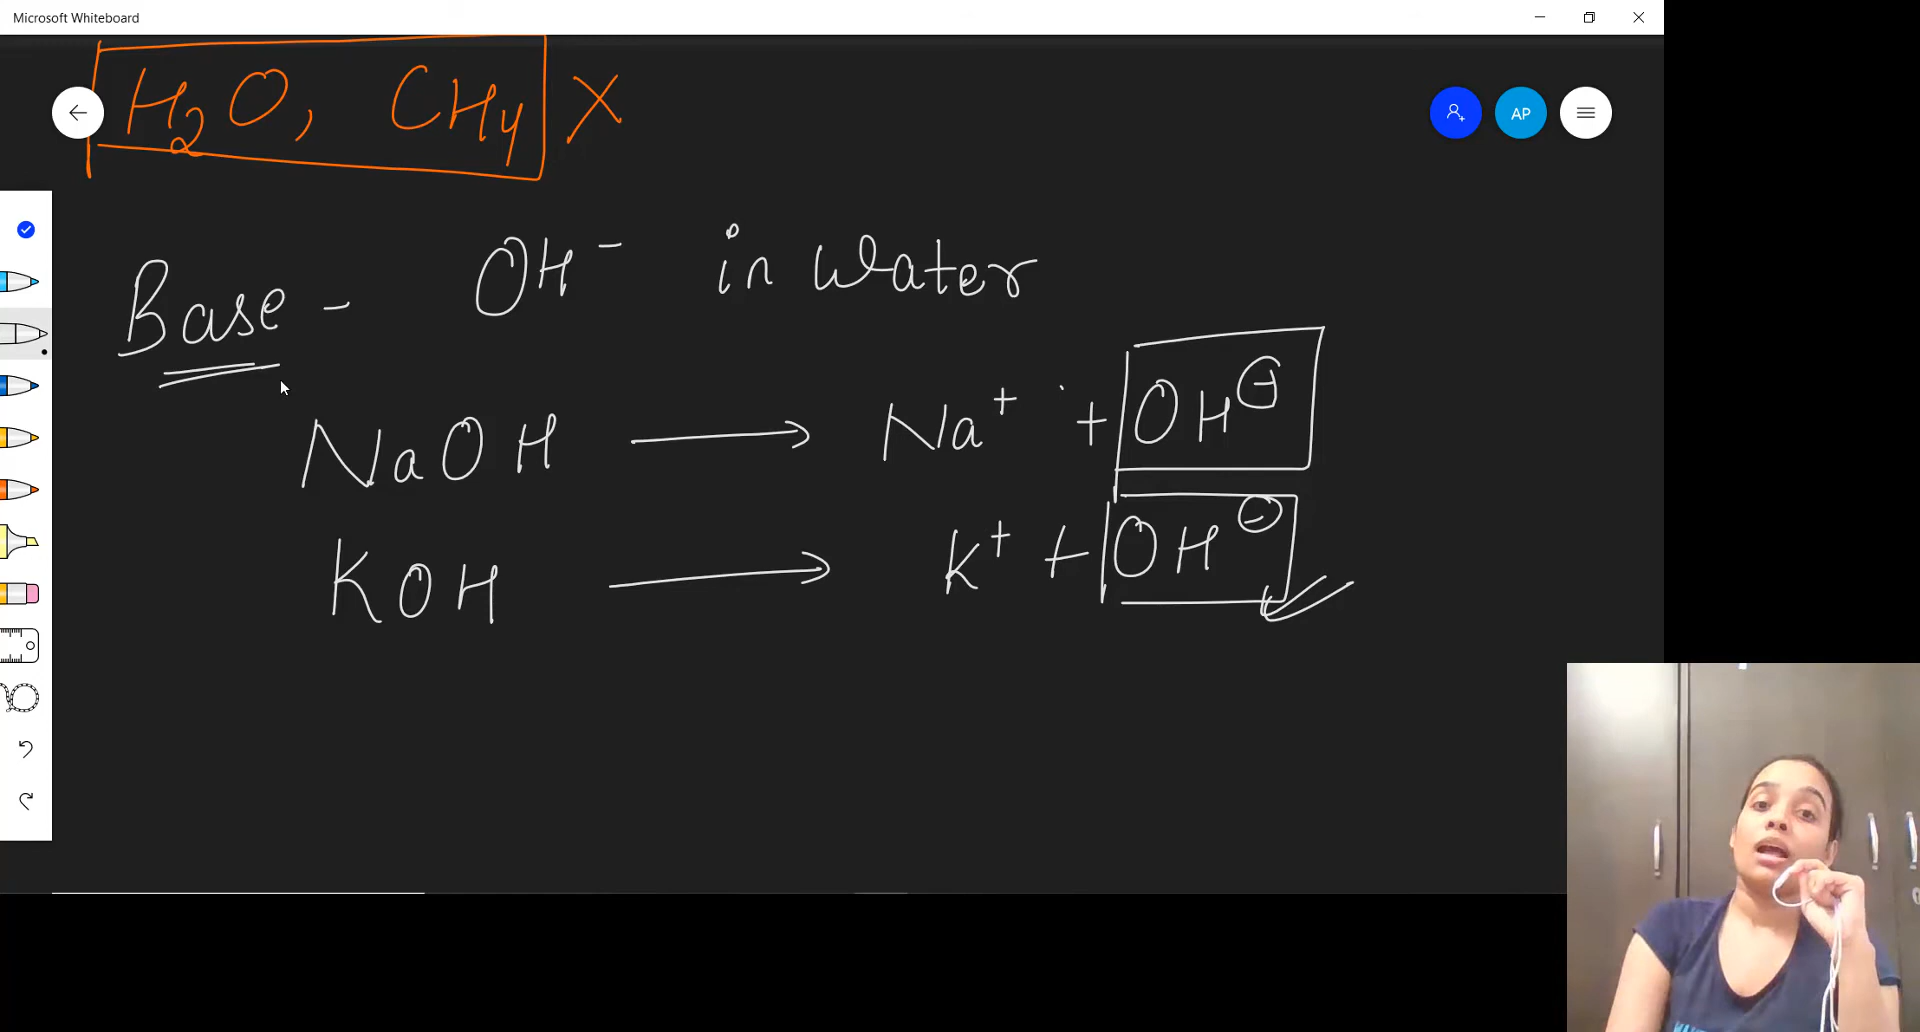 Microsoft Whiteboard
H₂O, CH₄ X
AP
Base - OH⁻ in water
NaOH → Na⁺ + OH⁻
KOH → K⁺ + OH⁻